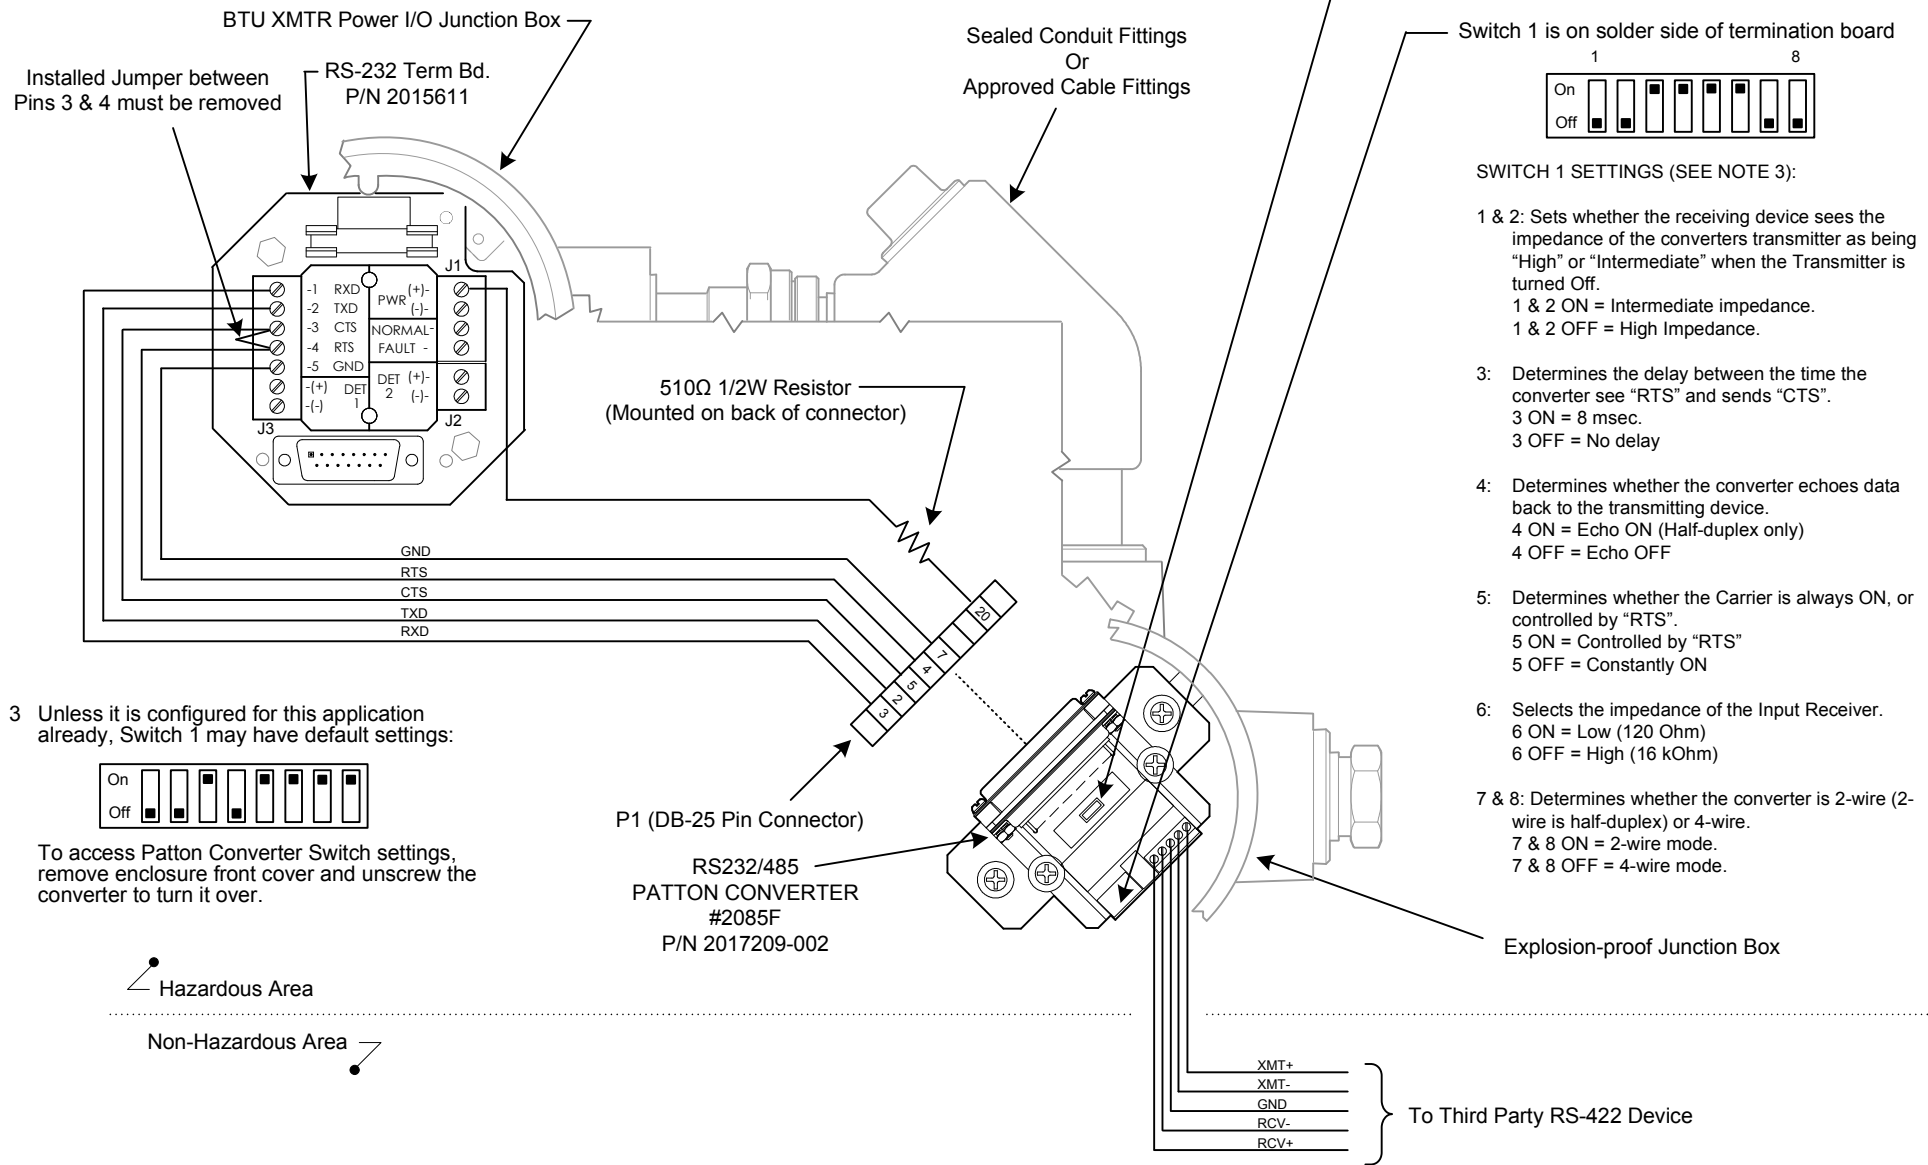 BTU XMTR Power I/O Junction Box
Installed Jumper between
Pins 3 & 4 must be removed
RS-232 Term Bd.
P/N 2015611
Sealed Conduit Fittings
Or
Approved Cable Fittings
Switch 1 is on solder side of termination board
1 8
On
Off
SWITCH 1 SETTINGS (SEE NOTE 3):
1 & 2: Sets whether the receiving device sees the
impedance of the converters transmitter as being
“High” or “Intermediate” when the Transmitter is
turned Off.
1 & 2 ON = Intermediate impedance.
1 & 2 OFF = High Impedance.
3: Determines the delay between the time the
converter see “RTS” and sends “CTS”.
3 ON = 8 msec.
3 OFF = No delay
4: Determines whether the converter echoes data
back to the transmitting device.
4 ON = Echo ON (Half-duplex only)
4 OFF = Echo OFF
5: Determines whether the Carrier is always ON, or
controlled by “RTS”.
5 ON = Controlled by “RTS”
5 OFF = Constantly ON
6: Selects the impedance of the Input Receiver.
6 ON = Low (120 Ohm)
6 OFF = High (16 kOhm)
7 & 8: Determines whether the converter is 2-wire (2-
wire is half-duplex) or 4-wire.
7 & 8 ON = 2-wire mode.
7 & 8 OFF = 4-wire mode.
J1
-1 RXD
-2 TXD
-3 CTS
-4 RTS
-5 GND
-(+) DET
-(-) 1
PWR (+)-
(-)-
NORMAL-
FAULT -
DET (+)-
2 (-)-
J3
J2
510Ω 1/2W Resistor
(Mounted on back of connector)
GND
RTS
CTS
TXD
RXD
20
7
4
5
2
3
3 Unless it is configured for this application
already, Switch 1 may have default settings:
On
Off
To access Patton Converter Switch settings,
remove enclosure front cover and unscrew the
converter to turn it over.
P1 (DB-25 Pin Connector)
RS232/485
PATTON CONVERTER
#2085F
P/N 2017209-002
Explosion-proof Junction Box
Hazardous Area
Non-Hazardous Area
XMT+
XMT-
GND
RCV-
RCV+
To Third Party RS-422 Device